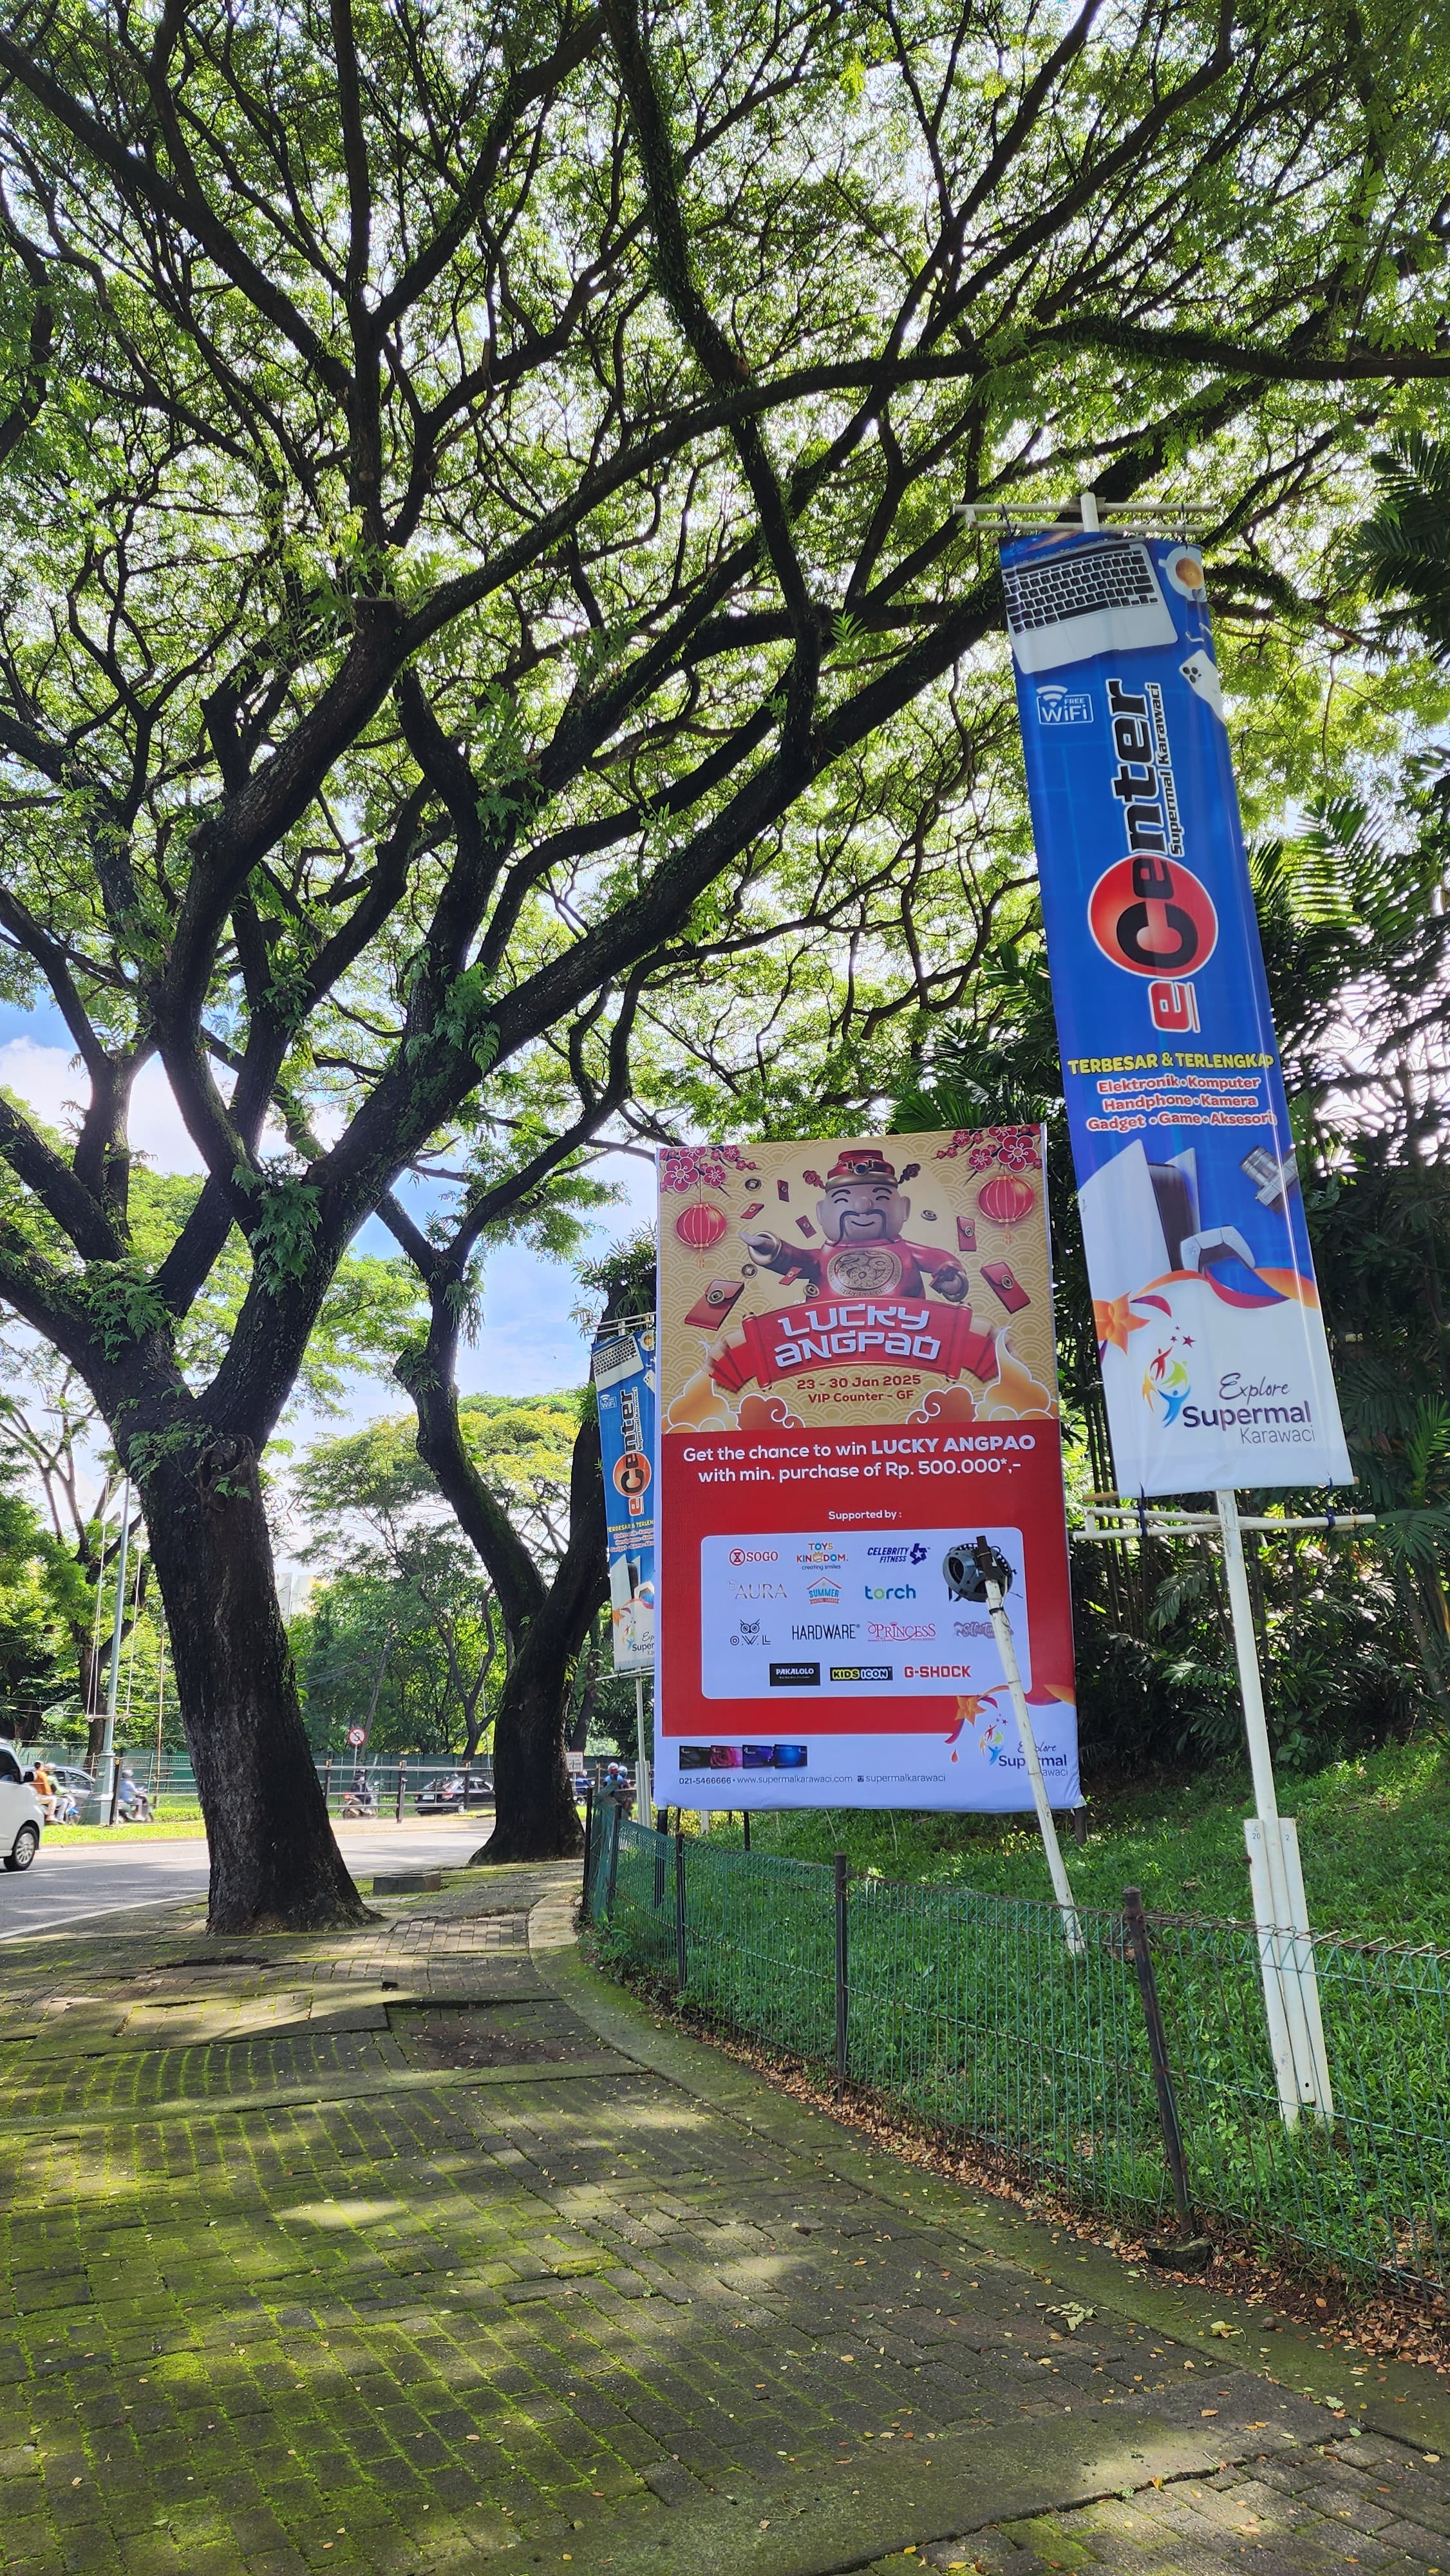 FREE
WiFi
eCenter
Supermal Karawaci
TERBESAR & TERLENGKAP
Elektronik • Komputer
Handphone • Kamera
Gadget • Game • Aksesori
Explore
Supermal
Karawaci
LUCKY
ANGPAO
23 - 30 Jan 2025
VIP Counter - GF
Get the chance to win LUCKY ANGPAO
with min. purchase of Rp. 500.000*,-
Supported by :
SOGO
TOYS KINGDOM.
creating smiles
CELEBRITY FITNESS
AURA
SUMMER
torch
O.W.L
HARDWARE
PRINCESS
PAKALOLO
KIDS ICON
G-SHOCK
Explore
Supermal
Karawaci
021-5466666 • www.supermalkarawaci.com supermalkarawaci
WiFi
eCenter